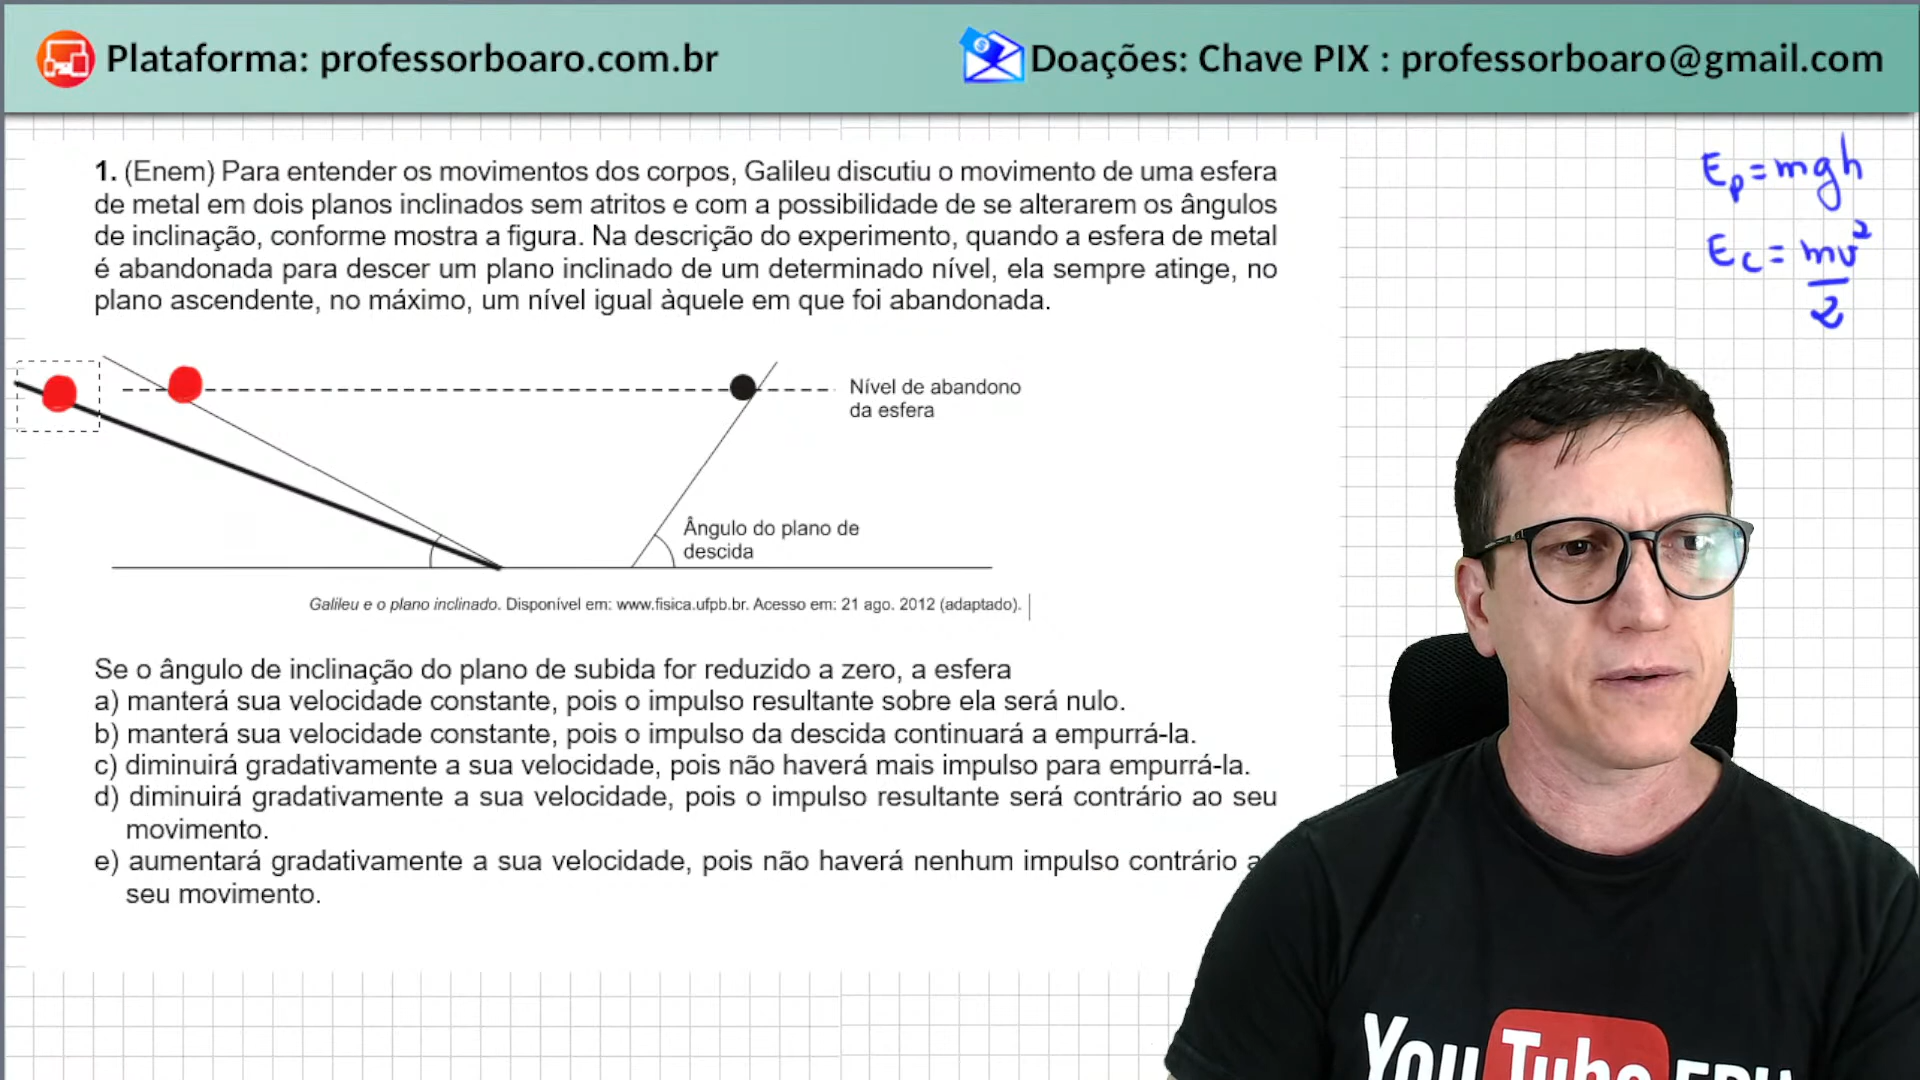 Plataforma: professorboaro.com.br
Doações: Chave PIX : professorboaro@gmail.com
1. (Enem) Para entender os movimentos dos corpos, Galileu discutiu o movimento de uma esfera
de metal em dois planos inclinados sem atritos e com a possibilidade de se alterarem os ângulos
de inclinação, conforme mostra a figura. Na descrição do experimento, quando a esfera de metal
é abandonada para descer um plano inclinado de um determinado nível, ela sempre atinge, no
plano ascendente, no máximo, um nível igual àquele em que foi abandonada.
Ep = mgh
Ec = mv²/2
Nível de abandono
da esfera
Ângulo do plano de
descida
Galileu e o plano inclinado. Disponível em: www.fisica.ufpb.br. Acesso em: 21 ago. 2012 (adaptado).
Se o ângulo de inclinação do plano de subida for reduzido a zero, a esfera
a) manterá sua velocidade constante, pois o impulso resultante sobre ela será nulo.
b) manterá sua velocidade constante, pois o impulso da descida continuará a empurrá-la.
c) diminuirá gradativamente a sua velocidade, pois não haverá mais impulso para empurrá-la.
d) diminuirá gradativamente a sua velocidade, pois o impulso resultante será contrário ao seu
movimento.
e) aumentará gradativamente a sua velocidade, pois não haverá nenhum impulso contrário
seu movimento.
YouTube